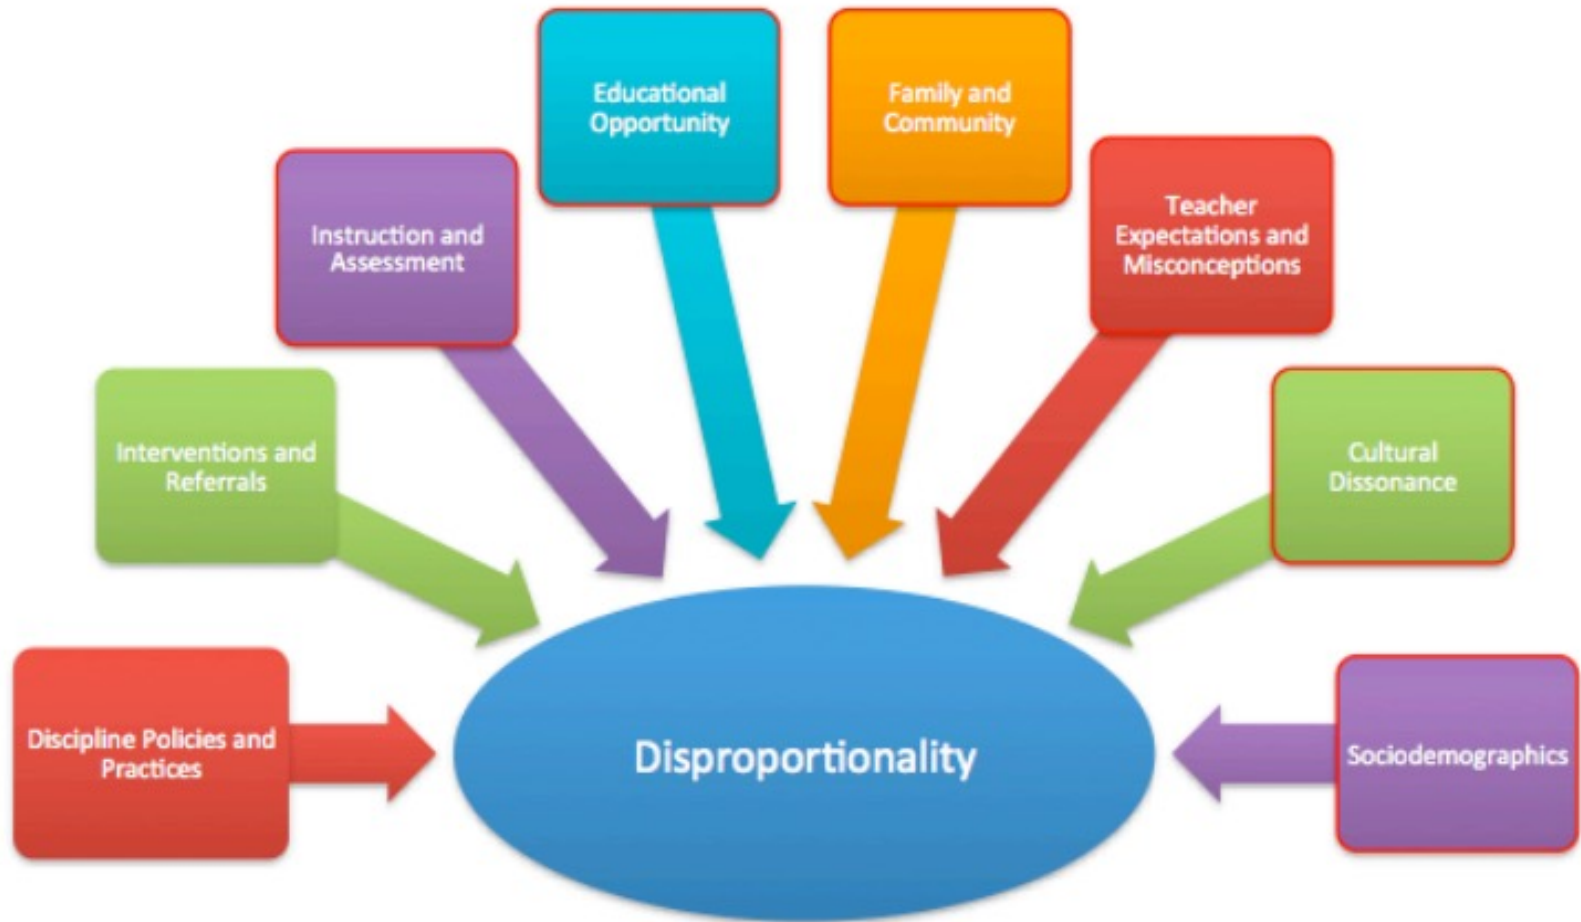 Educational
Opportunity
Family and
Community
Instruction and
Assessment
Teacher
Expectations and
Misconceptions
Interventions and
Referrals
Cultural
Dissonance
Discipline Policies and
Practices
Disproportionality
Sociodemographics